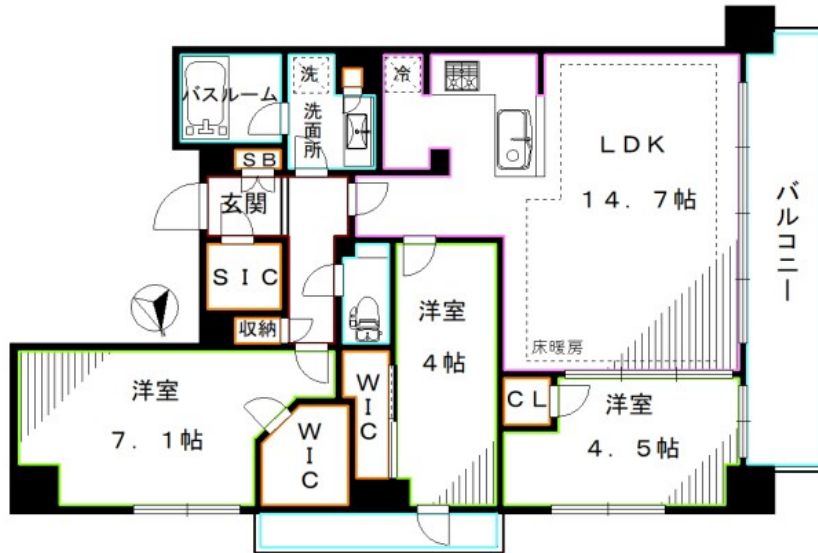 バスルーム
洗
洗面所
冷
LDK
14.7帖
バルコニー
SB
玄関
SIC
収納
洋室
4帖
床暖房
洋室
7.1帖
WIC
WIC
CL
洋室
4.5帖